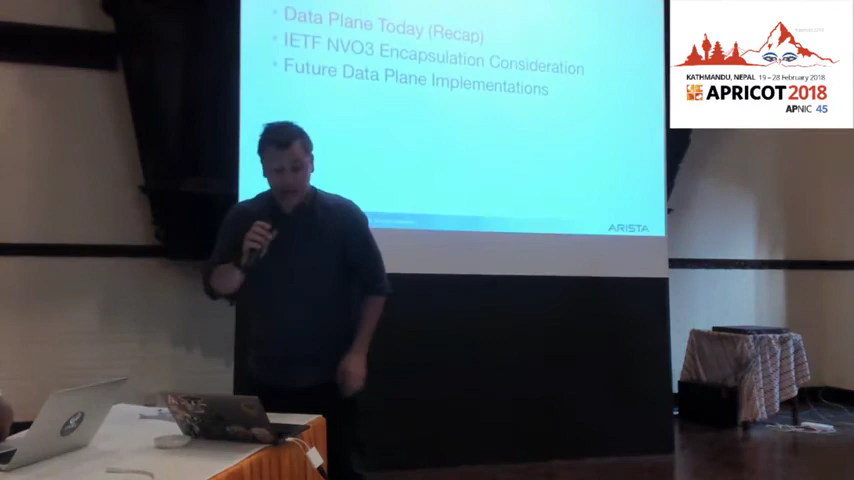 • Data Plane Today (Recap)
• IETF NVO3 Encapsulation Consideration
• Future Data Plane Implementations
ARISTA
KATHMANDU, NEPAL 19 – 28 February 2018
APRICOT 2018
APNIC 45